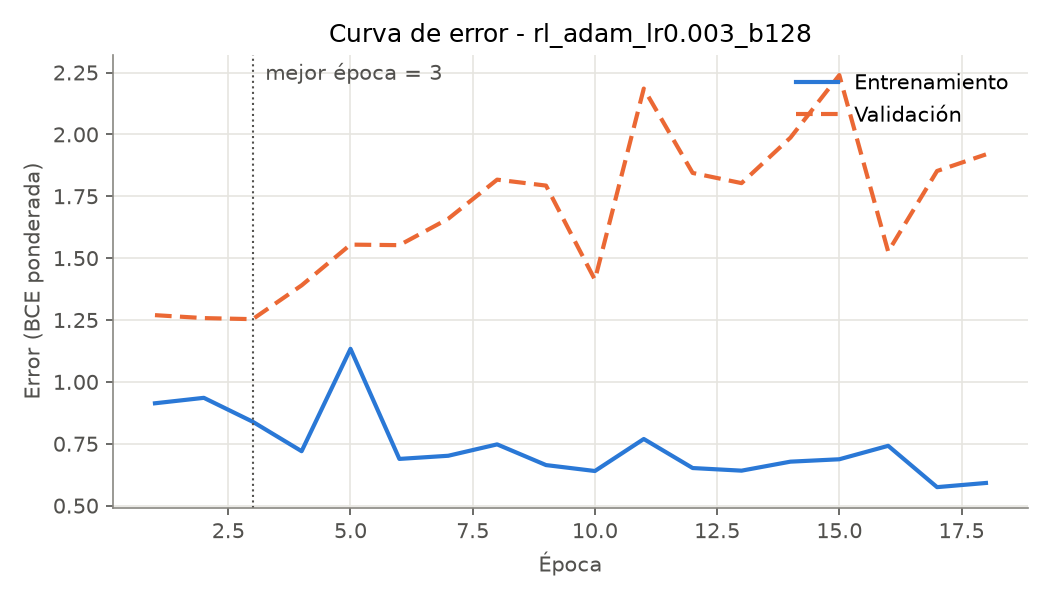 Curva de error - rl_adam_lr0.003_b128
mejor época = 3
Entrenamiento
Validación
Error (BCE ponderada)
2.25
2.00
1.75
1.50
1.25
1.00
0.75
0.50
2.5 5.0 7.5 10.0 12.5 15.0 17.5
Época